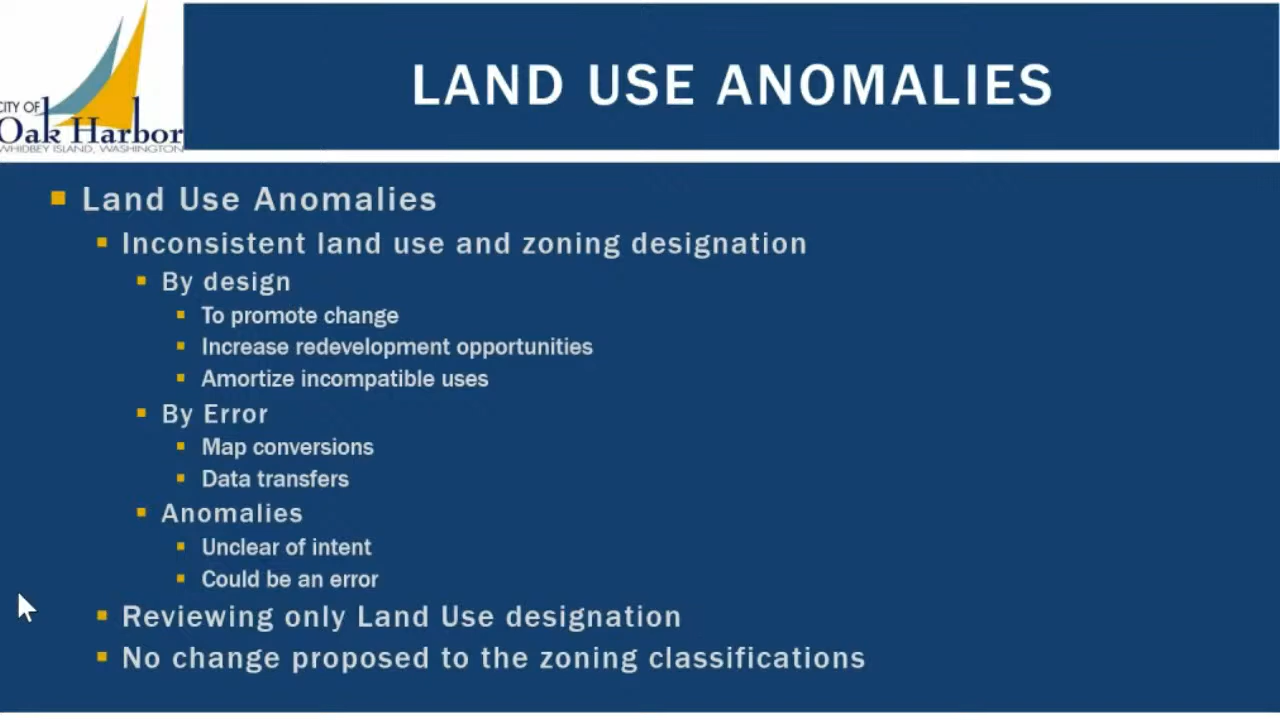 CITY OF
Oak Harbor
WHIDBEY ISLAND, WASHINGTON
LAND USE ANOMALIES
Land Use Anomalies
Inconsistent land use and zoning designation
By design
To promote change
Increase redevelopment opportunities
Amortize incompatible uses
By Error
Map conversions
Data transfers
Anomalies
Unclear of intent
Could be an error
Reviewing only Land Use designation
No change proposed to the zoning classifications